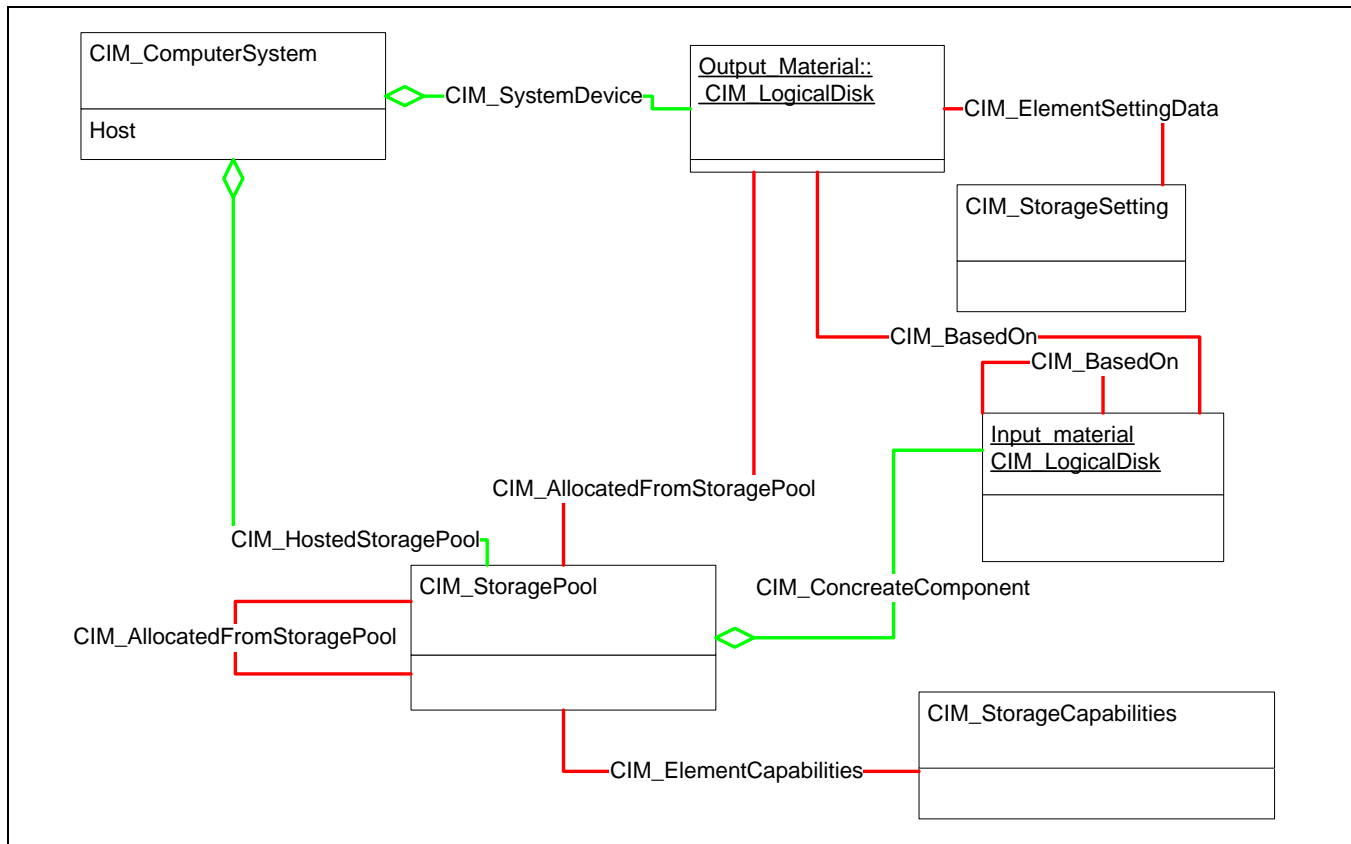 CIM_ComputerSystem
Host
CIM_SystemDevice
Output_Material::
CIM_LogicalDisk
CIM_ElementSettingData
CIM_StorageSetting
CIM_BasedOn
CIM_BasedOn
Input_material
CIM_LogicalDisk
CIM_AllocatedFromStoragePool
CIM_HostedStoragePool
CIM_StoragePool
CIM_ConcreateComponent
CIM_AllocatedFromStoragePool
CIM_StorageCapabilities
CIM_ElementCapabilities